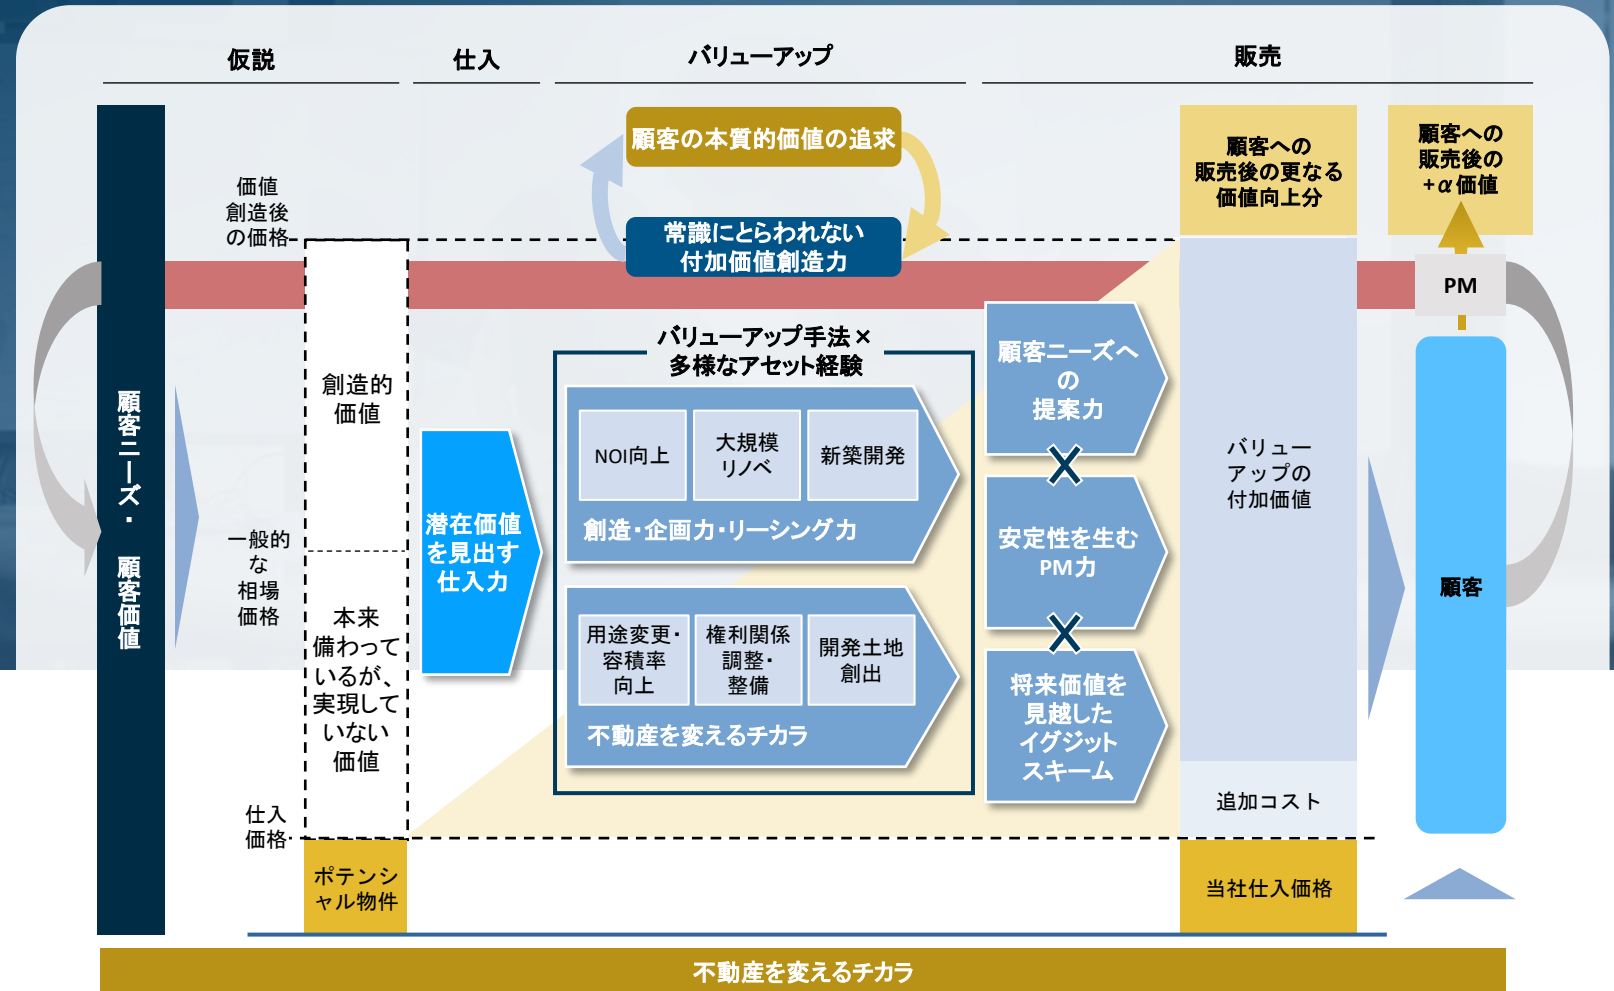 仮説
仕入
バリューアップ
販売
顧客の本質的価値の追求
常識にとらわれない
付加価値創造力
顧客への
販売後の更なる
価値向上分
顧客への
販売後の
+α価値
価値
創造後
の価格
PM
顧客ニーズ・顧客価値
創造的
価値
一般的
な
相場
価格
本来
備わって
いるが、
実現して
いない
価値
仕入
価格
ポテンシ
ャル物件
潜在価値
を見出す
仕入力
バリューアップ手法×
多様なアセット経験
NOI向上
大規模
リノベ
新築開発
創造・企画力・リーシング力
用途変更・
容積率
向上
権利関係
調整・
整備
開発土地
創出
不動産を変えるチカラ
顧客ニーズへ
の
提案力
安定性を生む
PM力
将来価値を
見越した
イグジット
スキーム
バリュー
アップの
付加価値
追加コスト
当社仕入価格
顧客
不動産を変えるチカラ